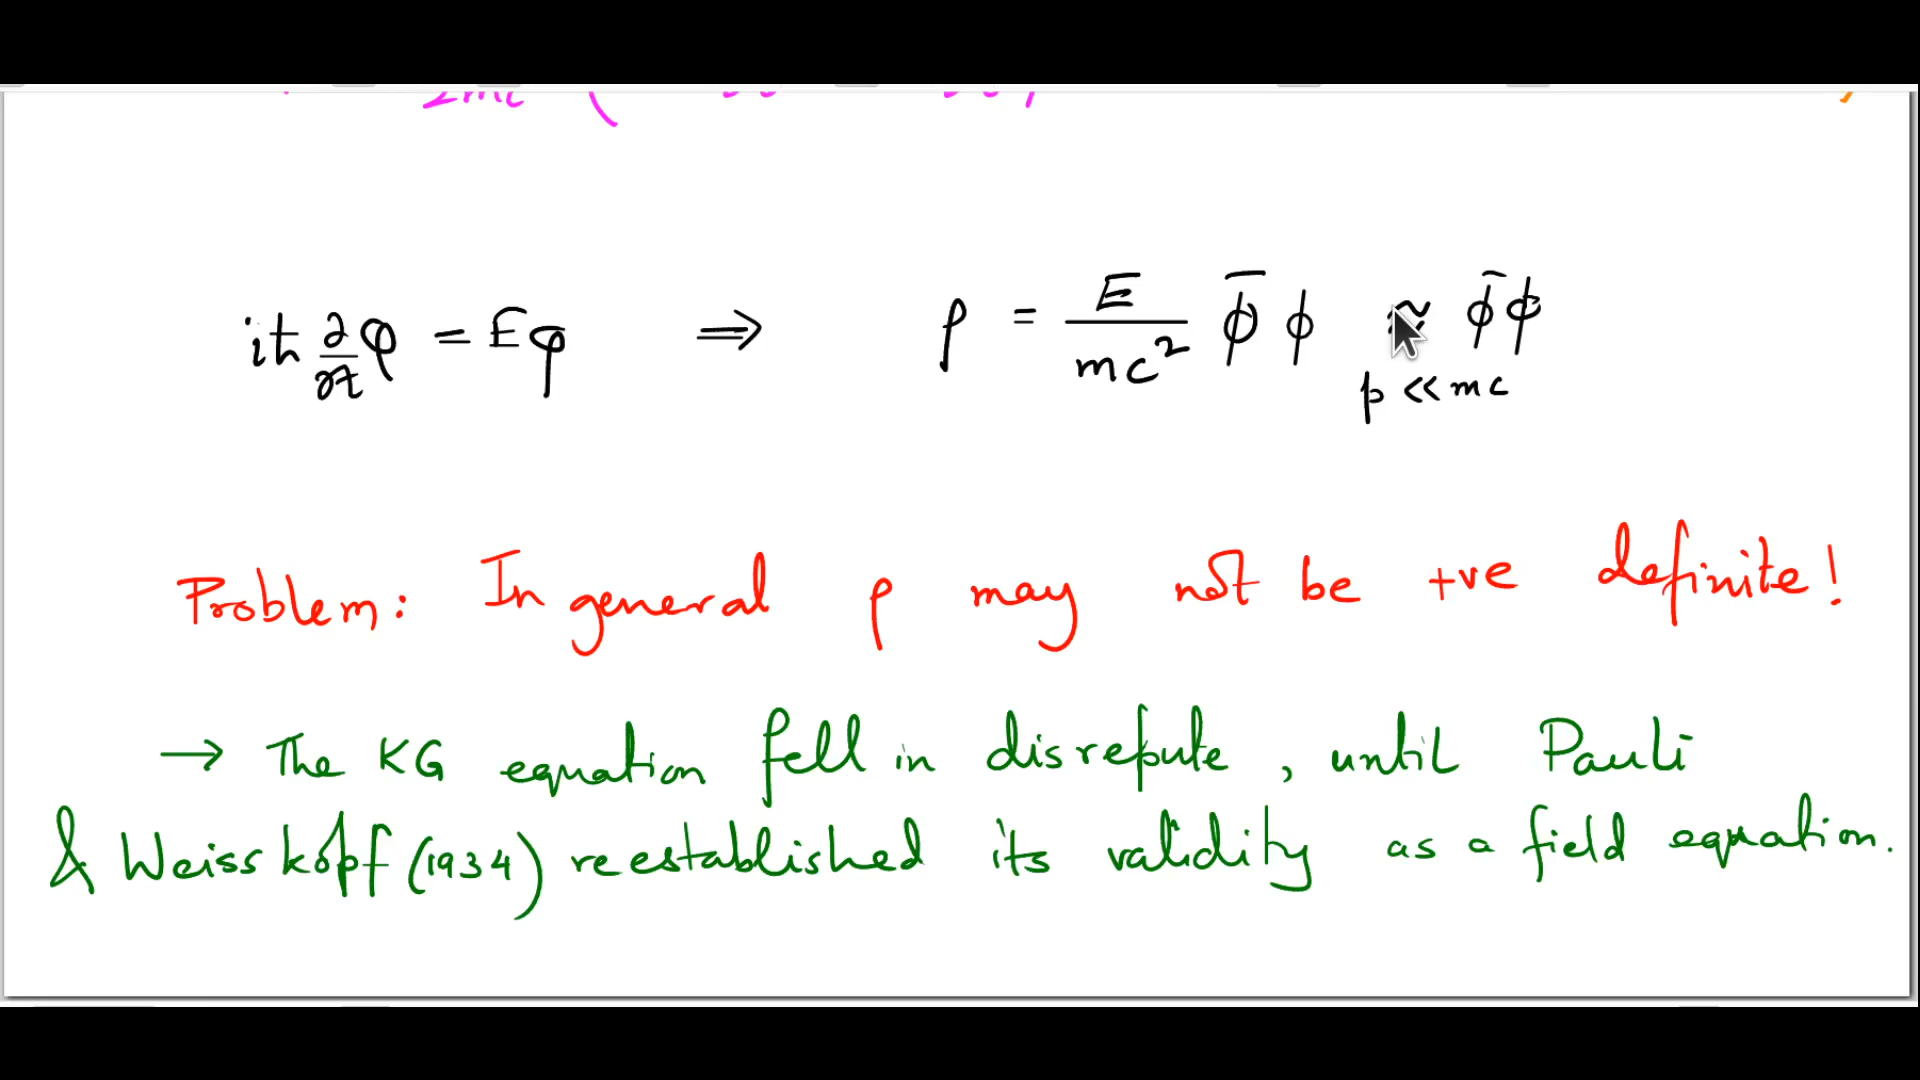 iħ ∂/∂t φ = Eφ ⇒ ρ = E/mc² φ̄ φ ≈ φ̄ φ
p << mc
Problem: In general ρ may not be +ve definite!
→ The KG equation fell in disrepute, until Pauli
& Weisskopf (1934) reestablished its validity as a field equation.